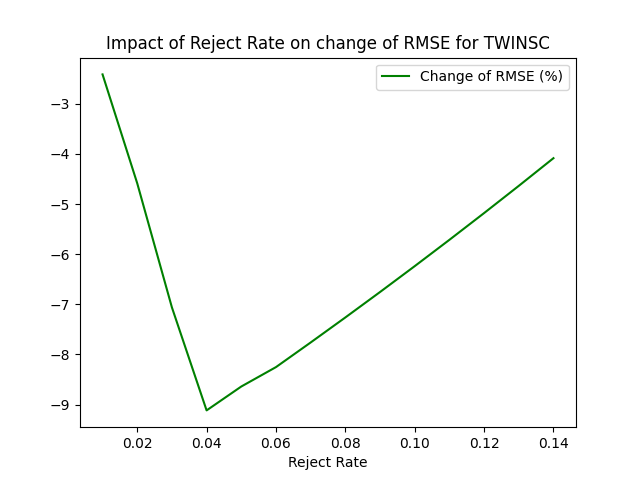 Impact of Reject Rate on change of RMSE for TWINSC
Change of RMSE (%)
−3
−4
−5
−6
−7
−8
−9
0.02 0.04 0.06 0.08 0.10 0.12 0.14
Reject Rate